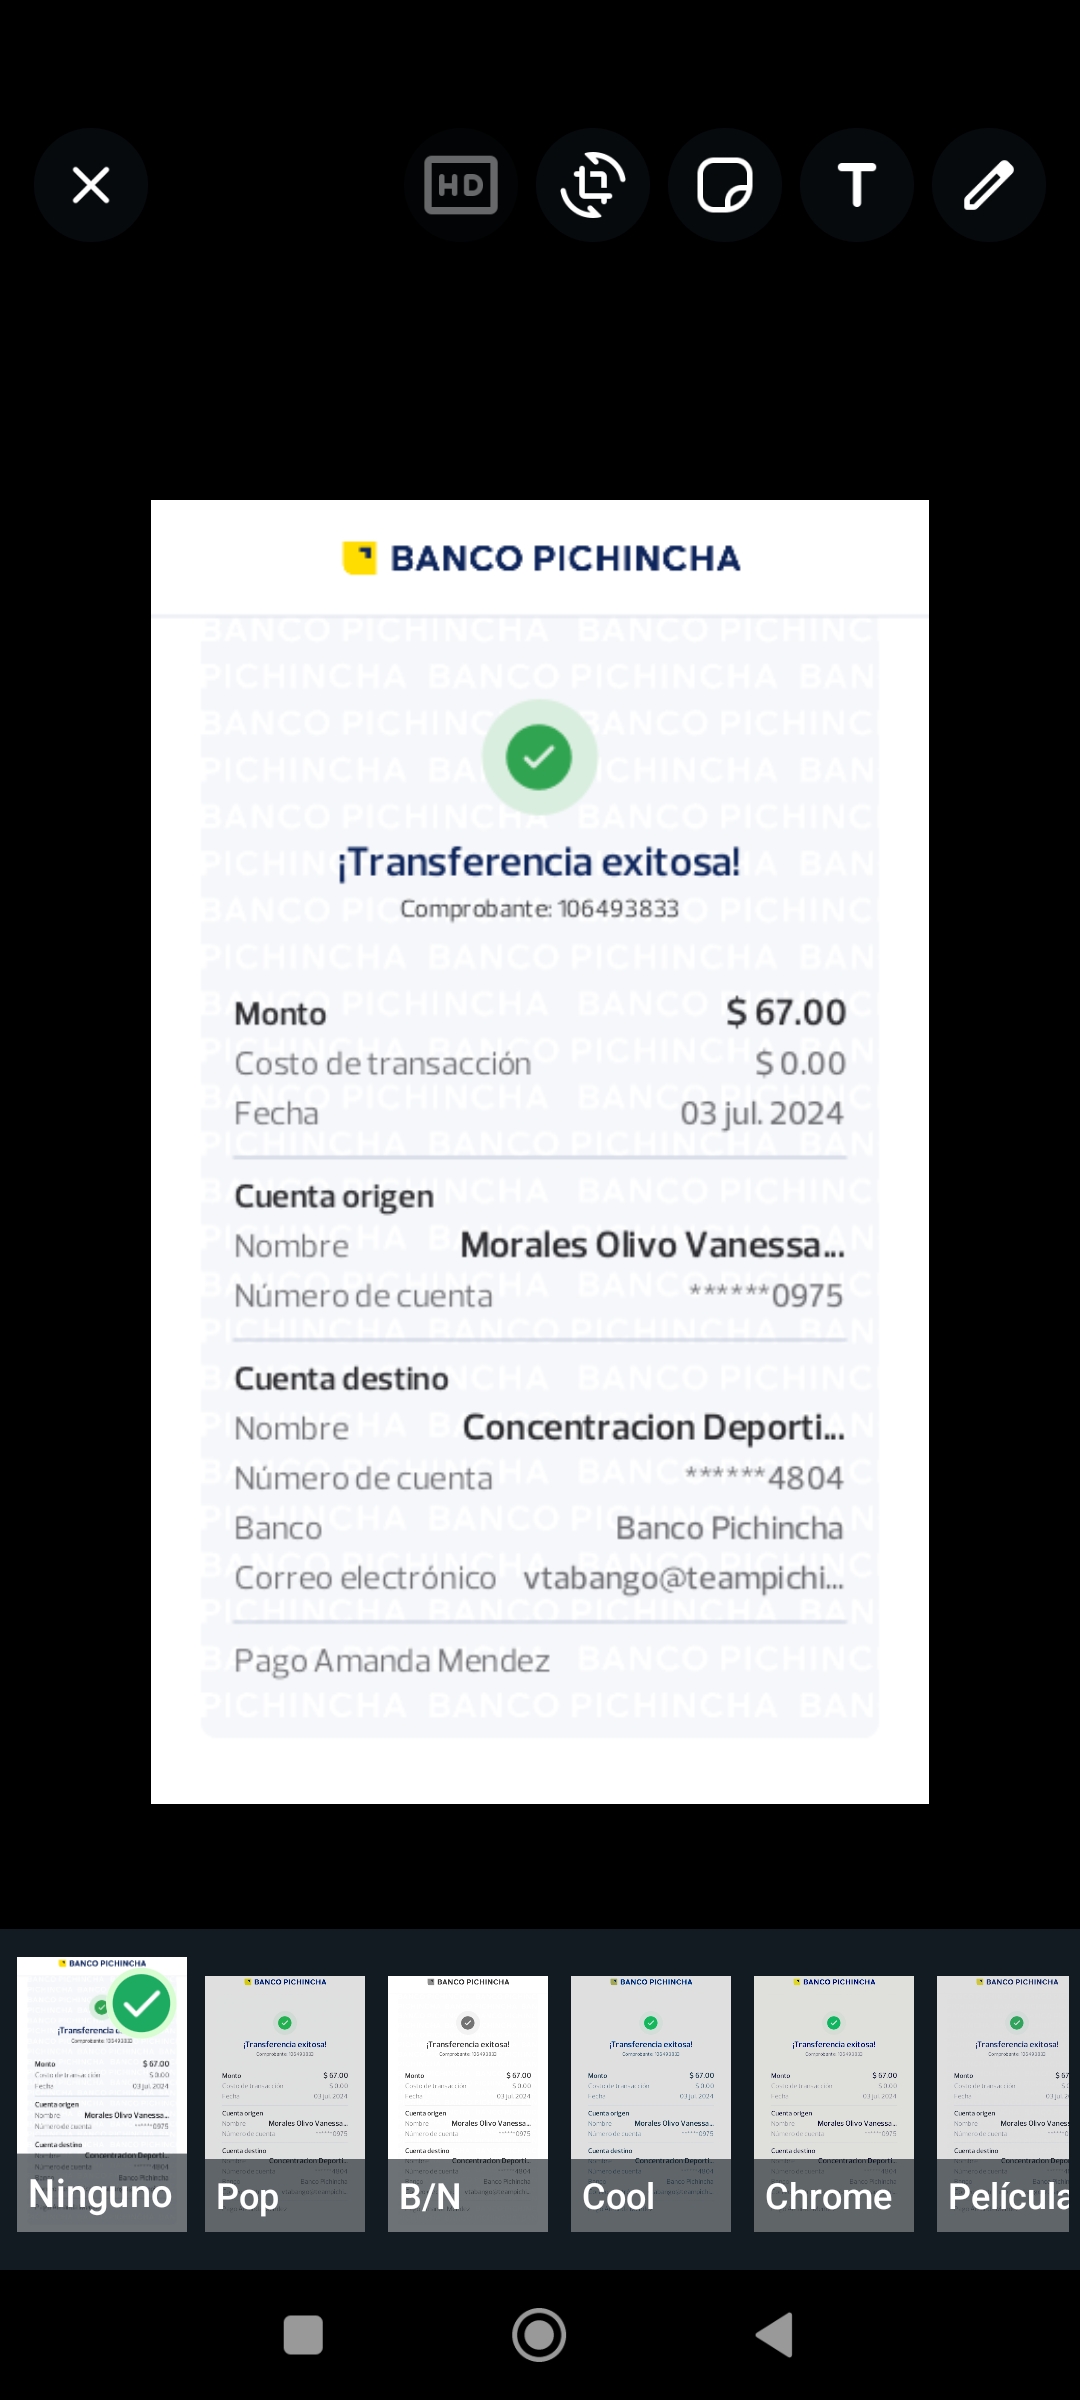 HD
T
BANCO PICHINCHA
¡Transferencia exitosa!
Comprobante: 106493833
Monto $ 67.00
Costo de transacción $ 0.00
Fecha 03 jul. 2024
Cuenta origen
Nombre Morales Olivo Vanessa...
Número de cuenta ******0975
Cuenta destino
Nombre Concentracion Deporti...
Número de cuenta ******4804
Banco Banco Pichincha
Correo electrónico vtabango@teampichi...
Pago Amanda Mendez
Ninguno
Pop
B/N
Cool
Chrome
Película